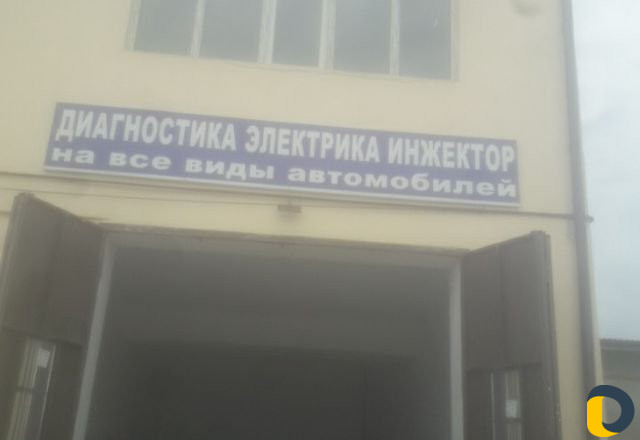 ДИАГНОСТИКА ЭЛЕКТРИКА ИНЖЕКТОР
на все виды автомобилей